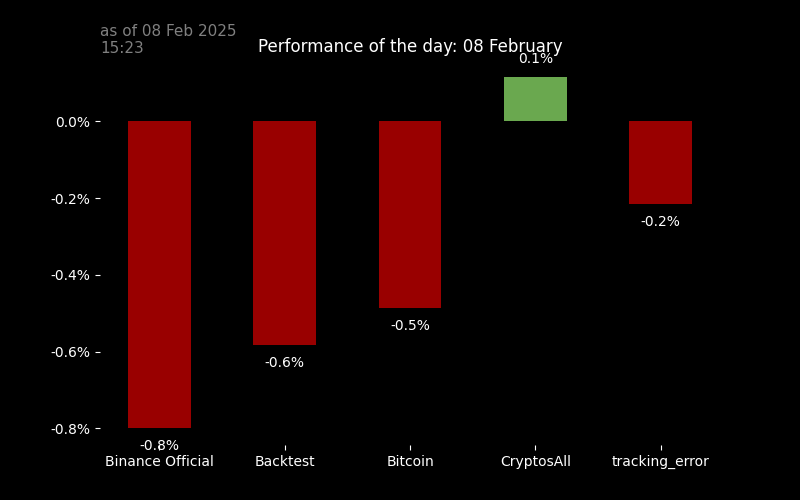 as of 08 Feb 2025
15:23
Performance of the day: 08 February
0.1%
0.0%
-0.2%
-0.2%
-0.4%
-0.5%
-0.6%
-0.6%
-0.8%
-0.8%
Binance Official
Backtest
Bitcoin
CryptosAll
tracking_error